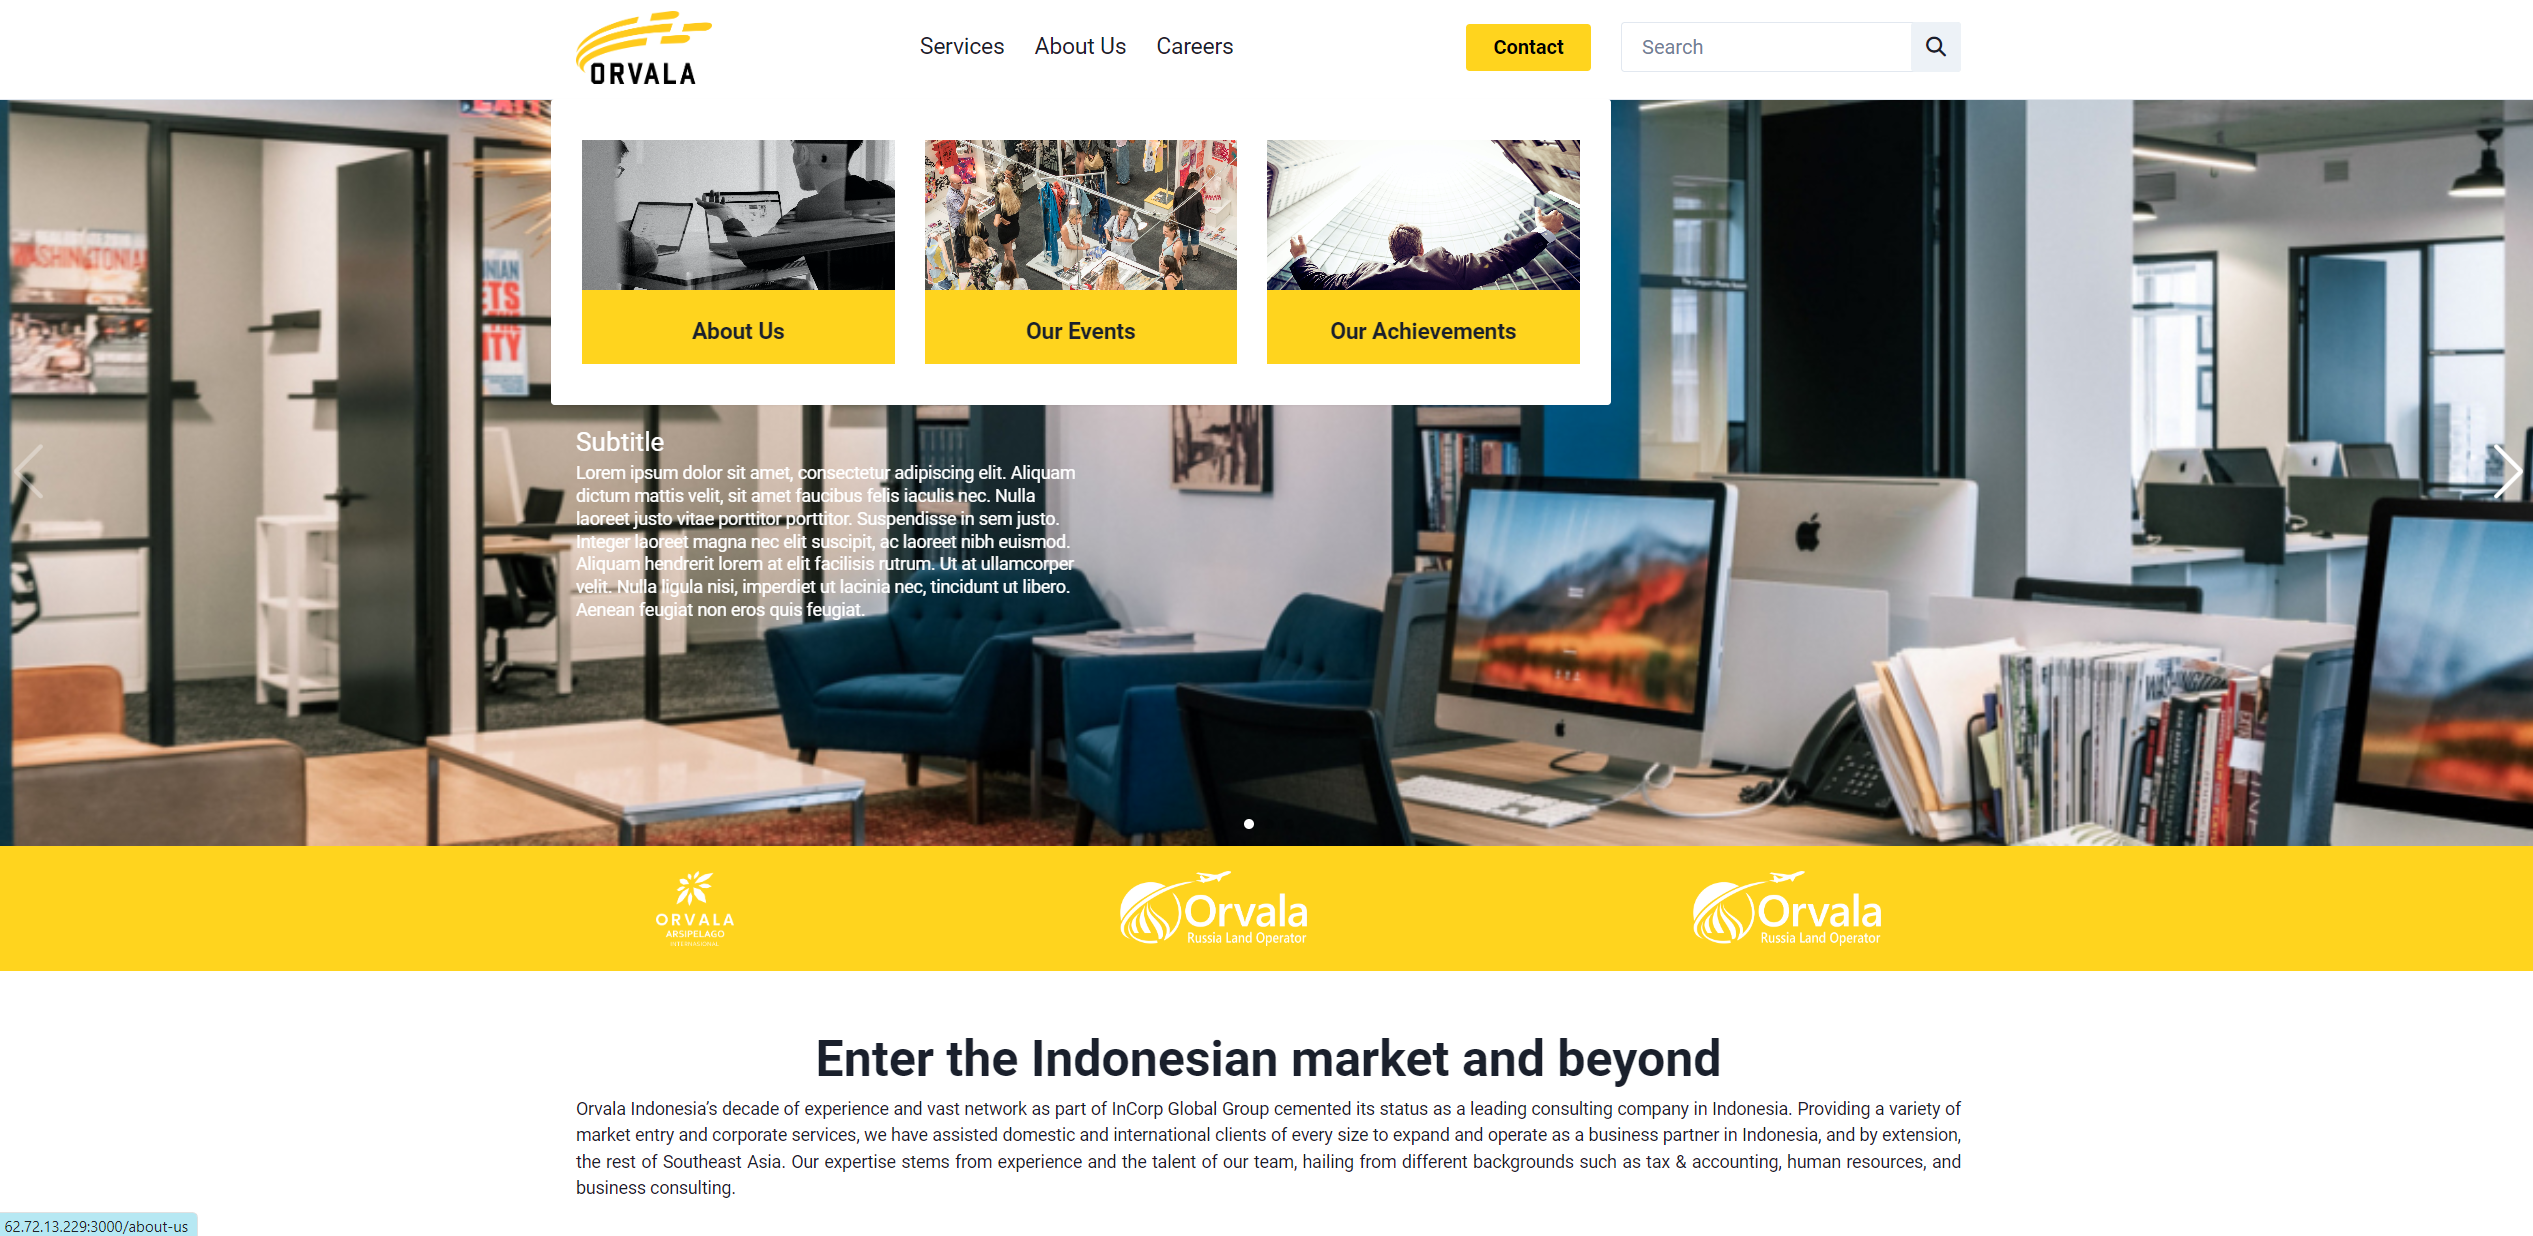 ORVALA
Services About Us Careers
Contact
Search
EXIT
WASHINGTONIA
About Us
Our Events
Our Achievements
Subtitle
Lorem ipsum dolor sit amet, consectetur adipiscing elit. Aliquam
dictum mattis velit, sit amet faucibus felis iaculis nec. Nulla
laoreet justo vitae porttitor porttitor. Suspendisse in sem justo.
Integer laoreet magna nec elit suscipit, ac laoreet nibh euismod.
Aliquam hendrerit lorem at elit facilisis rutrum. Ut at ullamcorper
velit. Nulla ligula nisi, imperdiet ut lacinia nec, tincidunt ut libero.
Aenean feugiat non eros quis feugiat.
ORVALA
ARSIPELAGO
INTERNACIONAL
Orvala
Russia Land Operator
Orvala
Russia Land Operator
Enter the Indonesian market and beyond
Orvala Indonesia’s decade of experience and vast network as part of InCorp Global Group cemented its status as a leading consulting company in Indonesia. Providing a variety of
market entry and corporate services, we have assisted domestic and international clients of every size to expand and operate as a business partner in Indonesia, and by extension,
the rest of Southeast Asia. Our expertise stems from experience and the talent of our team, hailing from different backgrounds such as tax & accounting, human resources, and
business consulting.
62.72.13.229:3000/about-us